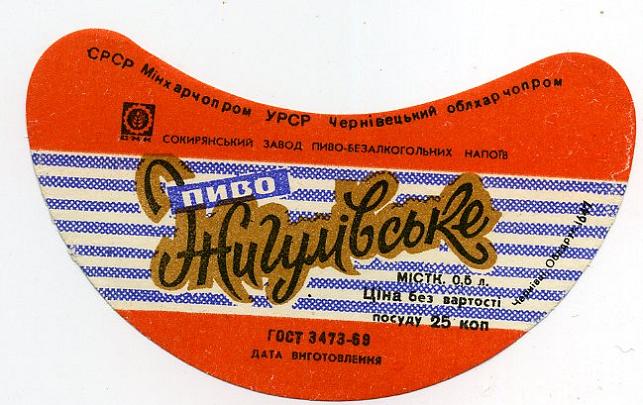 СРСР Мінхарчопром УРСР Чернівецький облхарчопром
СОКИРЯНСЬКИЙ ЗАВОД ПИВО-БЕЗАЛКОГОЛЬНИХ НАПОЇВ
ПИВО
Жигулівське
МІСТК. 0,5 л.
Ціна без вартості
посуду 25 коп
ГОСТ 3473-69
ДАТА ВИГОТОВЛЕННЯ
Чернівці,